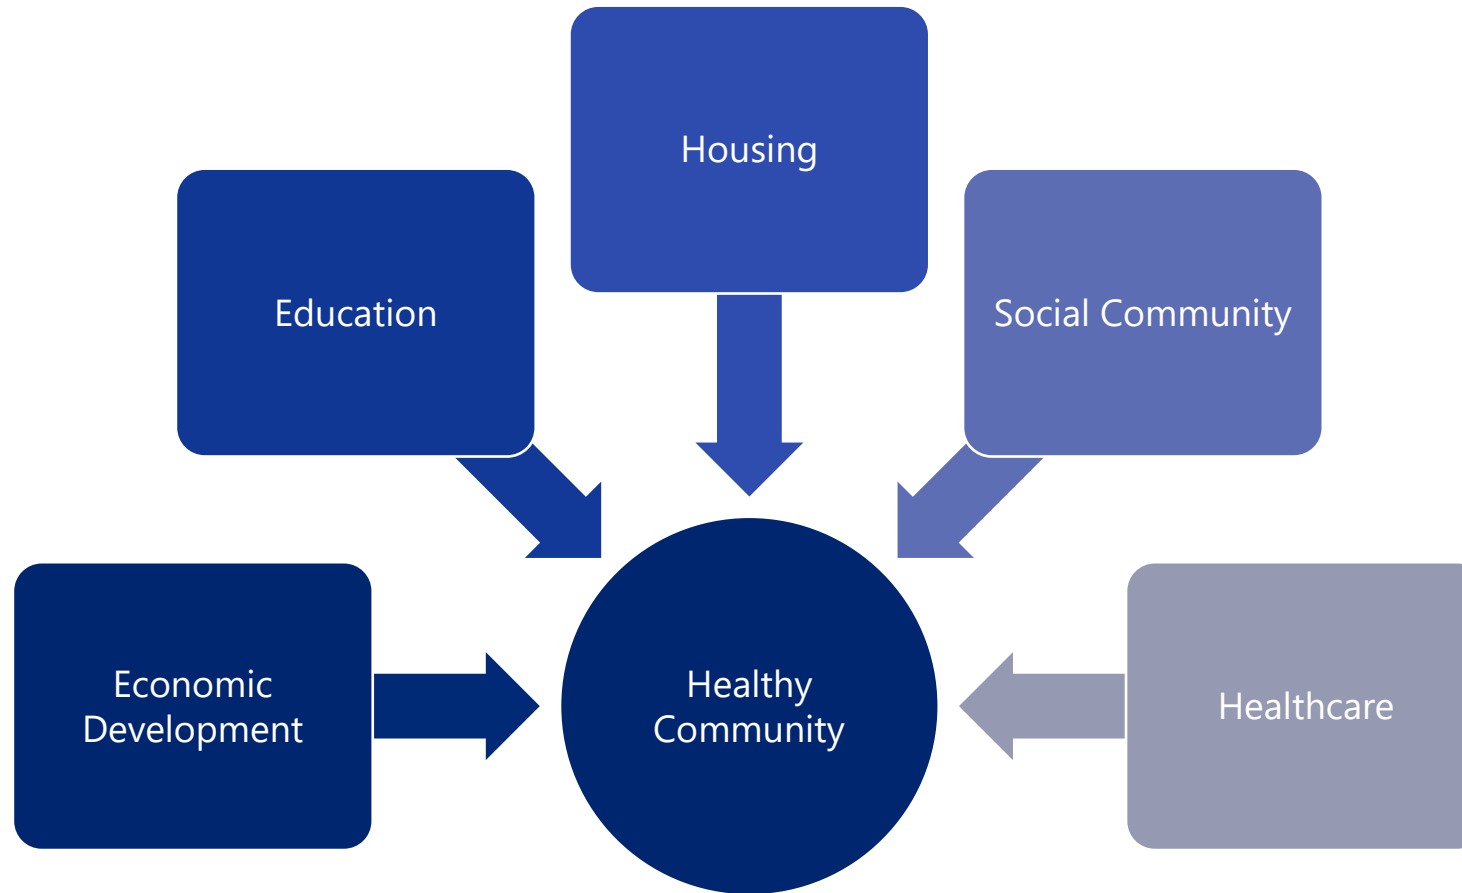 Housing
Education
Social Community
Economic
Development
Healthy
Community
Healthcare